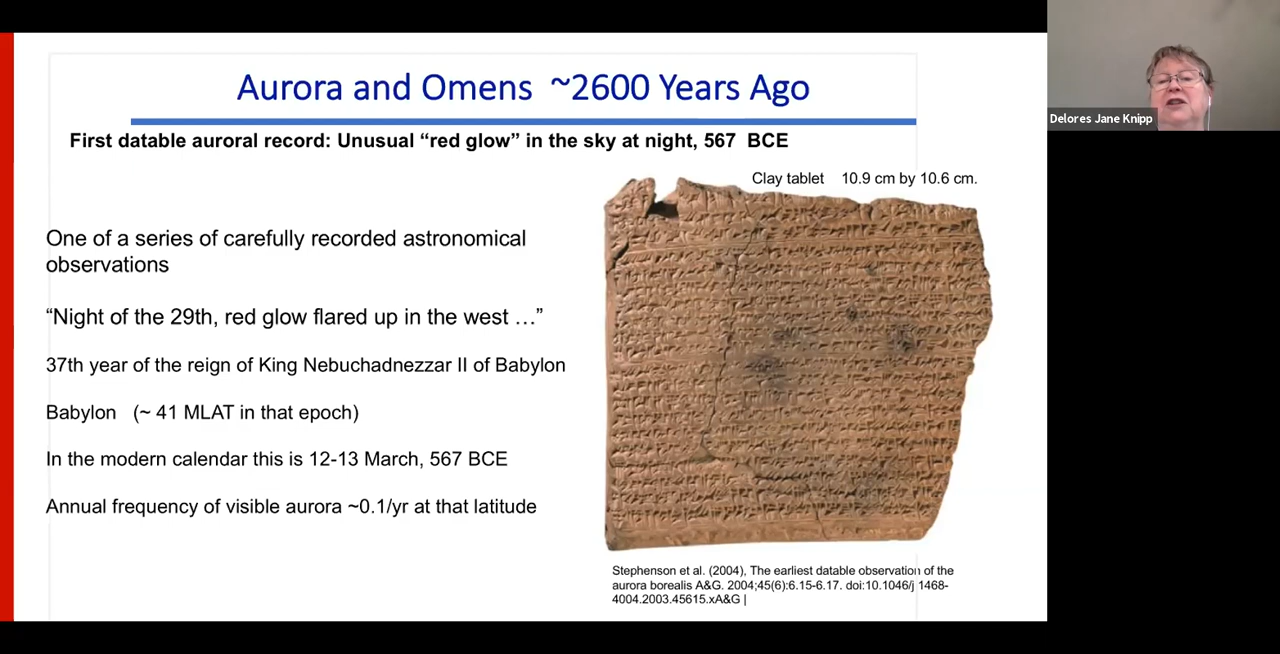 Aurora and Omens ~2600 Years Ago
First datable auroral record: Unusual “red glow” in the sky at night, 567 BCE
Clay tablet 10.9 cm by 10.6 cm.
One of a series of carefully recorded astronomical
observations
“Night of the 29th, red glow flared up in the west …”
37th year of the reign of King Nebuchadnezzar II of Babylon
Babylon (~ 41 MLAT in that epoch)
In the modern calendar this is 12-13 March, 567 BCE
Annual frequency of visible aurora ~0.1/yr at that latitude
Stephenson et al. (2004), The earliest datable observation of the
aurora borealis A&G. 2004;45(6):6.15-6.17. doi:10.1046/j 1468-
4004.2003.45615.xA&G |
Delores Jane Knipp